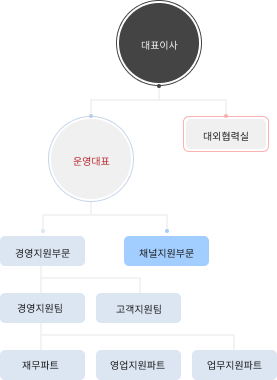 대표이사
대외협력실
운영대표
경영지원부문
채널지원부문
경영지원팀
고객지원팀
재무파트
영업지원파트
업무지원파트